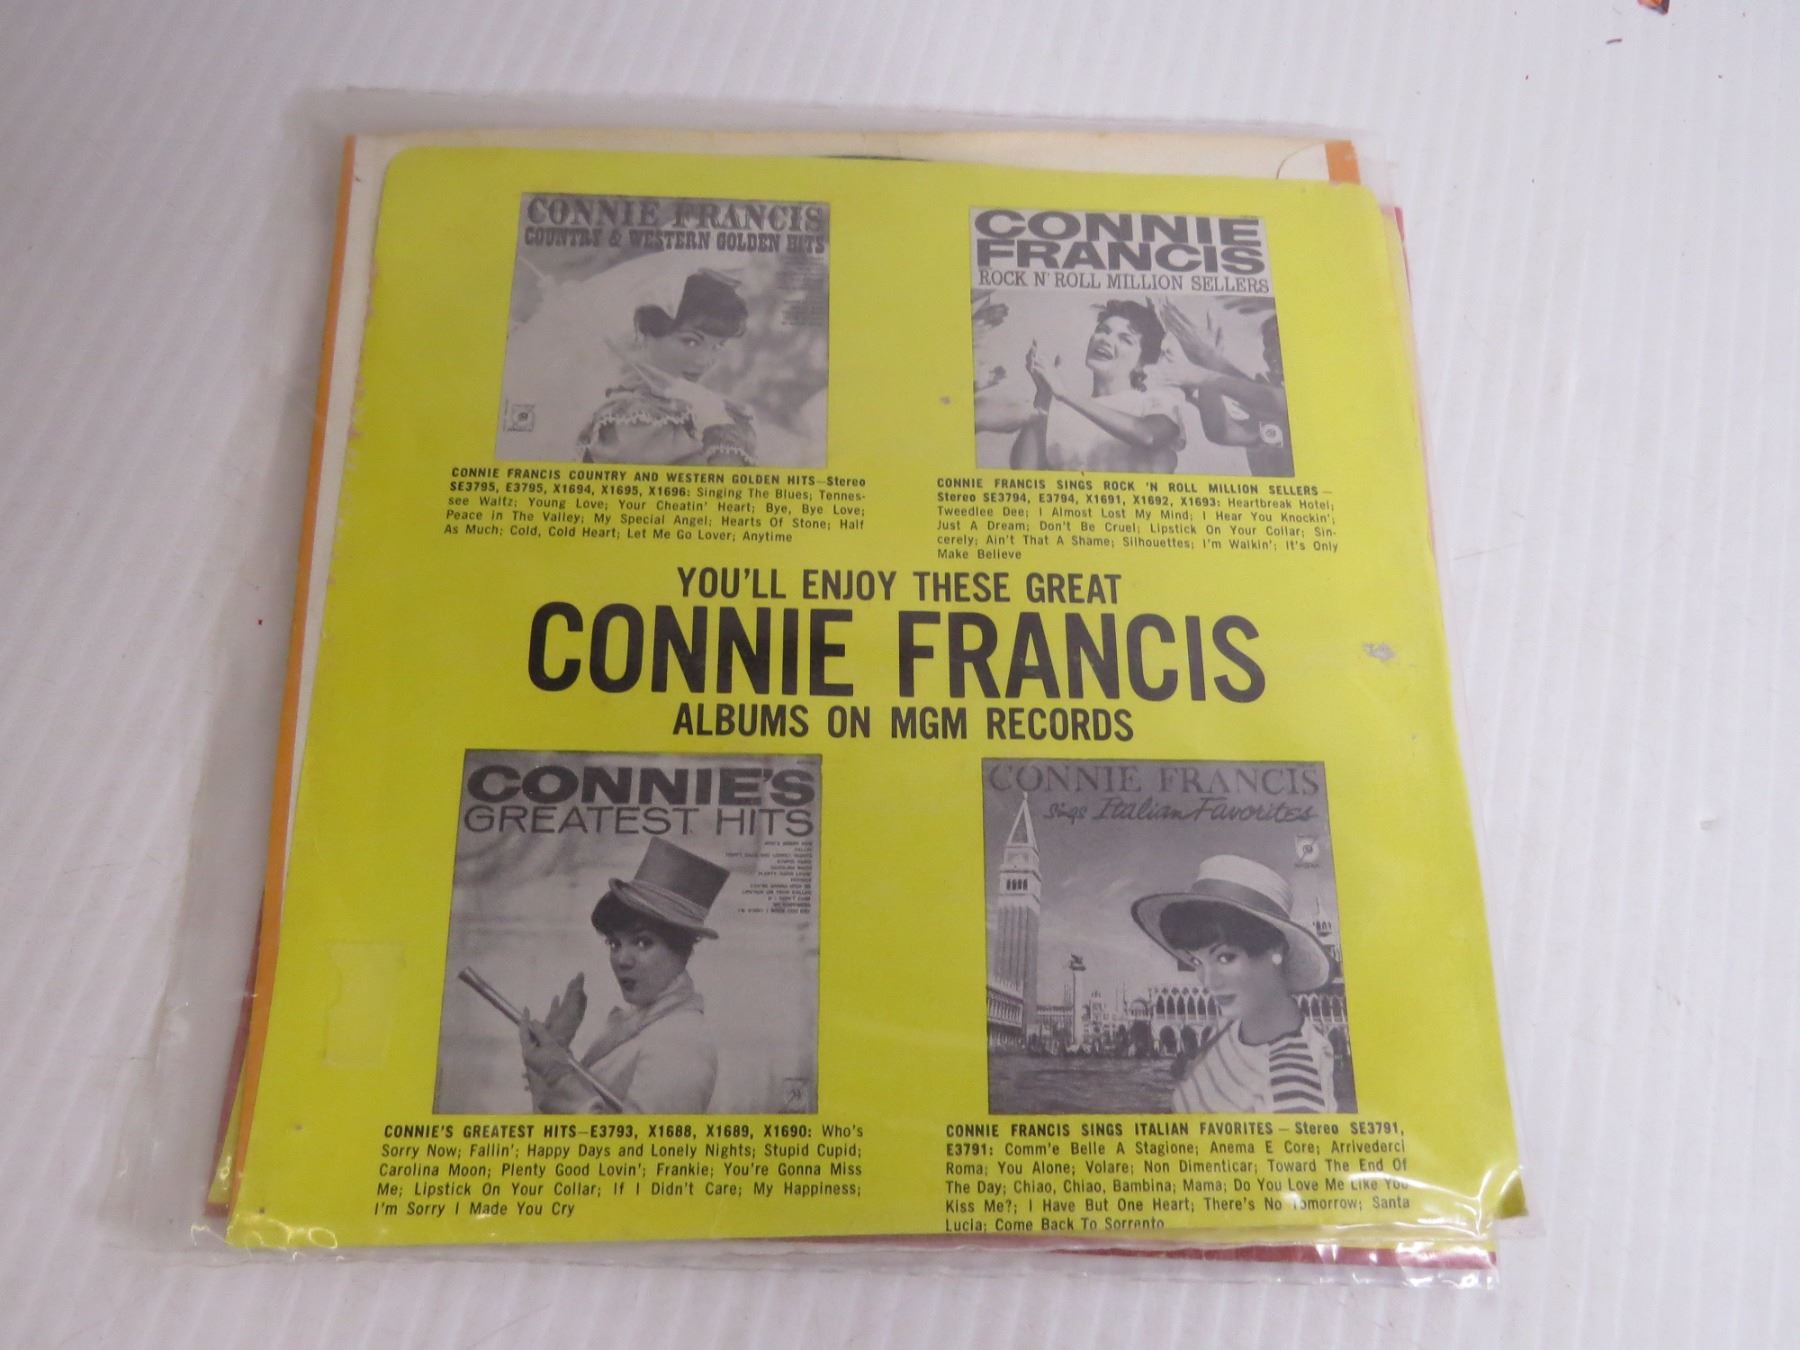 CONNIE FRANCIS
COUNTRY & WESTERN GOLDEN HITS
CONNIE FRANCIS COUNTRY AND WESTERN GOLDEN HITS—Stereo
SE3795, E3795, X1694, X1695, X1696: Singing The Blues; Tennes-
see Waltz; Young Love; Your Cheatin' Heart; Bye, Bye Love;
Peace in The Valley; My Special Angel; Hearts Of Stone; Half
As Much; Cold, Cold Heart; Let Me Go Lover; Anytime
CONNIE
FRANCIS
ROCK N' ROLL MILLION SELLERS
CONNIE FRANCIS SINGS ROCK 'N ROLL MILLION SELLERS—
Stereo SE3794, E3794, X1691, X1692, X1693: Heartbreak Hotel;
Tweedlee Dee; I Almost Lost My Mind; I Hear You Knockin';
Just A Dream; Don't Be Cruel; Lipstick On Your Collar; Sin-
cerely; Ain't That A Shame; Silhouettes; I'm Walkin'; It's Only
Make Believe
YOU'LL ENJOY THESE GREAT
CONNIE FRANCIS
ALBUMS ON MGM RECORDS
CONNIE'S
GREATEST HITS
CONNIE'S GREATEST HITS—E3793, X1688, X1689, X1690: Who's
Sorry Now; Fallin'; Happy Days and Lonely Nights; Stupid Cupid;
Carolina Moon; Plenty Good Lovin'; Frankie; You're Gonna Miss
Me; Lipstick On Your Collar; If I Didn't Care; My Happiness;
I'm Sorry I Made You Cry
CONNIE FRANCIS
Sings Italian Favorites
CONNIE FRANCIS SINGS ITALIAN FAVORITES — Stereo SE3791,
E3791: Comm'e Belle A Stagione; Anema E Core; Arrivederci
Roma; You Alone; Volare; Non Dimenticar; Toward The End Of
The Day; Chiao, Chiao, Bambina; Mama; Do You Love Me Like You
Kiss Me?; I Have But One Heart; There's No Tomorrow; Santa
Lucia; Come Back To Sorrento